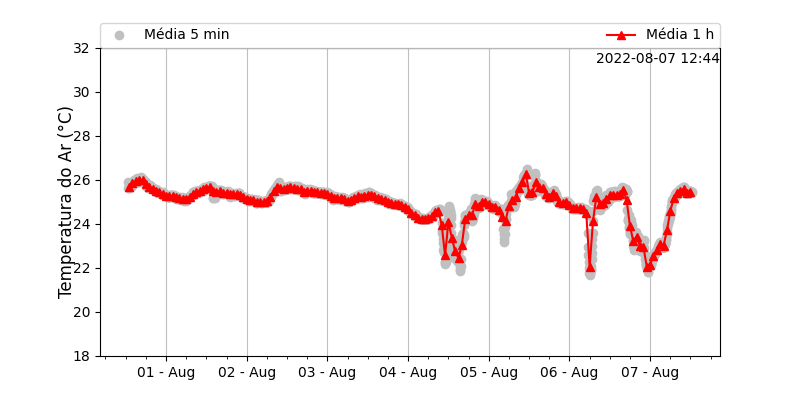 Média 5 min
Média 1 h
2022-08-07 12:44
Temperatura do Ar (°C)
32
30
28
26
24
22
20
18
01 - Aug
02 - Aug
03 - Aug
04 - Aug
05 - Aug
06 - Aug
07 - Aug